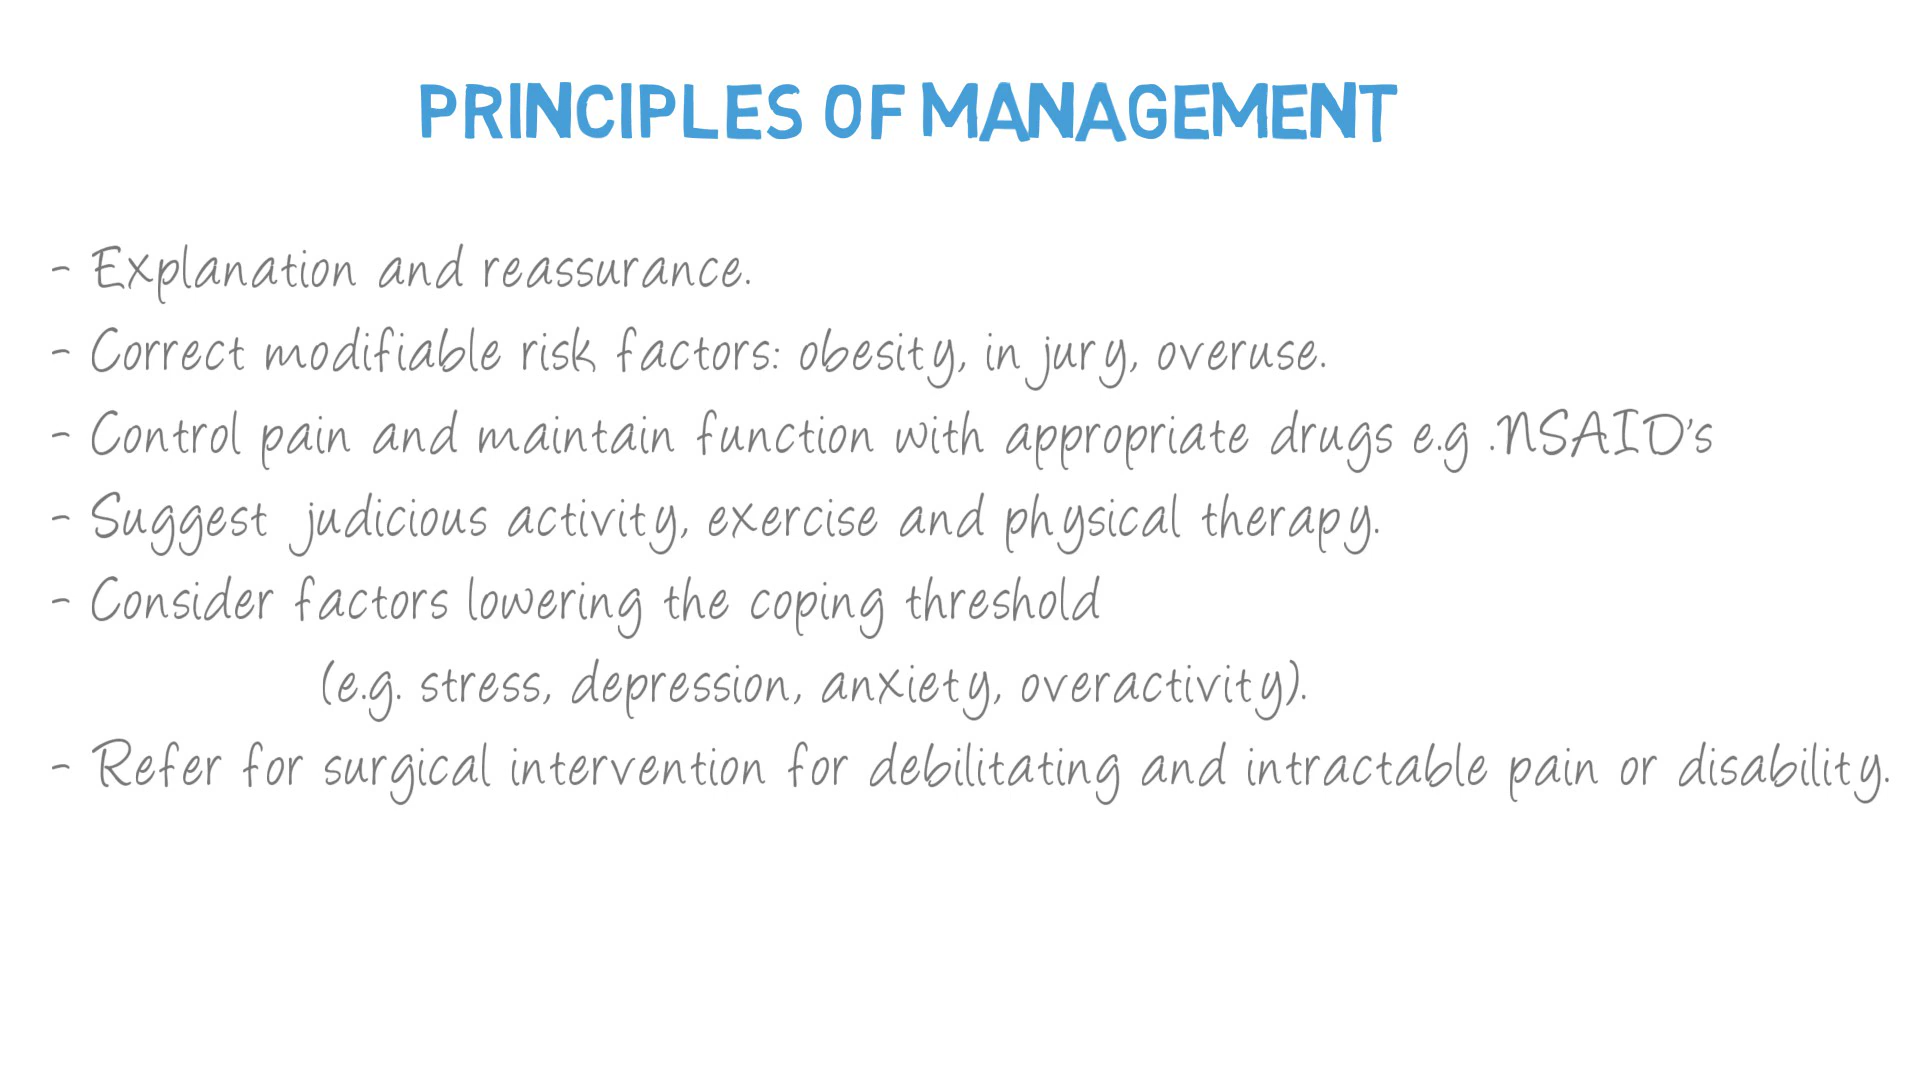 PRINCIPLES OF MANAGEMENT
- Explanation and reassurance.
- Correct modifiable risk factors: obesity, injury, overuse.
- Control pain and maintain function with appropriate drugs e.g .NSAID's
- Suggest judicious activity, exercise and physical therapy.
- Consider factors lowering the coping threshold
(e.g. stress, depression, anxiety, overactivity).
- Refer for surgical intervention for debilitating and intractable pain or disability.